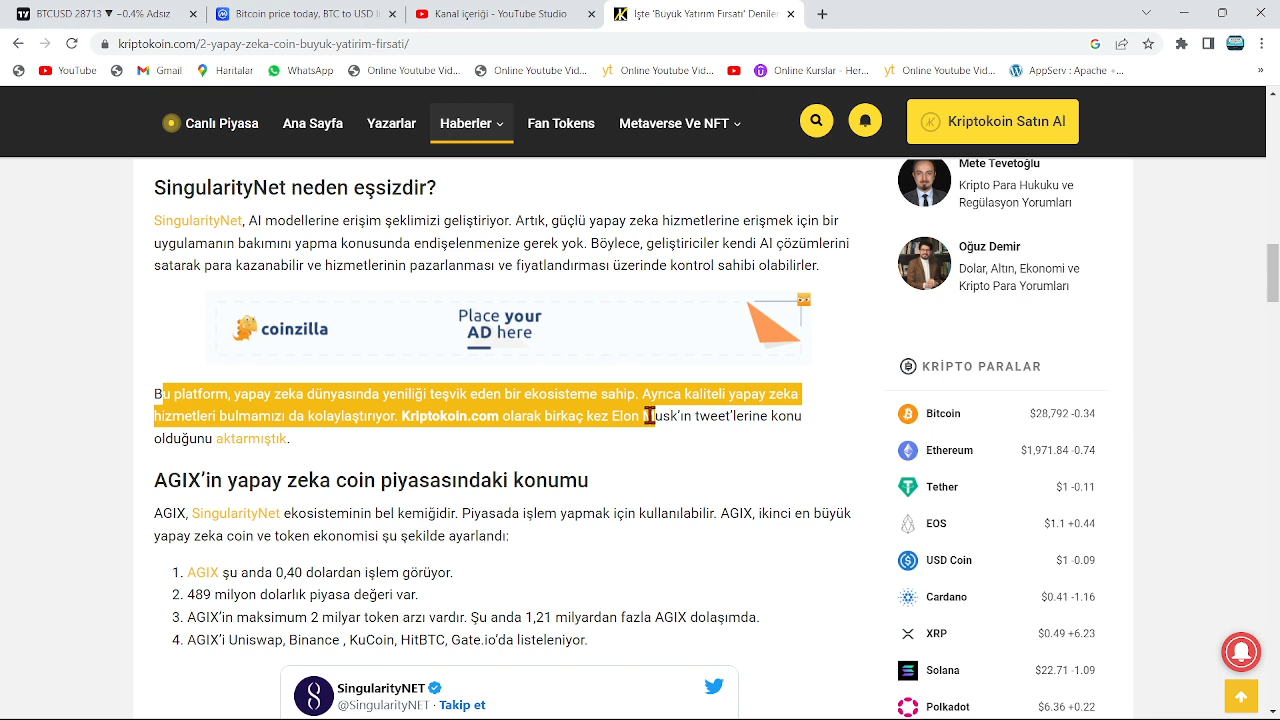 BTCUSD 28713 ▼ −0.4% Adsız
Bitcoin price today, BTC to USD li
Kanal içeriği - YouTube Studio
İşte 'Büyük Yatırım Fırsatı' Denilen
kriptokoin.com/2-yapay-zeka-coin-buyuk-yatirim-firsati/
YouTube
Gmail
Haritalar
WhatsApp
Online Youtube Vid...
Online Youtube Vid...
yt Online Youtube Vid...
Online Kurslar - Her...
yt Online Youtube Vid...
AppServ : Apache +...
»
Canlı Piyasa
Ana Sayfa
Yazarlar
Haberler
Fan Tokens
Metaverse Ve NFT
Kriptokoin Satın Al
SingularityNet neden eşsizdir?
SingularityNet, AI modellerine erişim şeklimizi geliştiriyor. Artık, güçlü yapay zeka hizmetlerine erişmek için bir
uygulamanın bakımını yapma konusunda endişelenmenize gerek yok. Böylece, geliştiriciler kendi AI çözümlerini
satarak para kazanabilir ve hizmetlerinin pazarlanması ve fiyatlandırması üzerinde kontrol sahibi olabilirler.
coinzilla
Place your
AD here
Bu platform, yapay zeka dünyasında yeniliği teşvik eden bir ekosisteme sahip. Ayrıca kaliteli yapay zeka
hizmetleri bulmamızı da kolaylaştırıyor. Kriptokoin.com olarak birkaç kez Elon Musk'ın tweet'lerine konu
olduğunu aktarmıştık.
AGIX'in yapay zeka coin piyasasındaki konumu
AGIX, SingularityNet ekosisteminin bel kemiğidir. Piyasada işlem yapmak için kullanılabilir. AGIX, ikinci en büyük
yapay zeka coin ve token ekonomisi şu şekilde ayarlandı:
1. AGIX şu anda 0,40 dolardan işlem görüyor.
2. 489 milyon dolarlık piyasa değeri var.
3. AGIX'in maksimum 2 milyar token arzı vardır. Şu anda 1,21 milyardan fazla AGIX dolaşımda.
4. AGIX'i Uniswap, Binance , KuCoin, HitBTC, Gate.io'da listeleniyor.
SingularityNET
@SingularityNET · Takip et
Mete Tevetoğlu
Kripto Para Hukuku ve
Regülasyon Yorumları
Oğuz Demir
Dolar, Altın, Ekonomi ve
Kripto Para Yorumları
KRİPTO PARALAR
Bitcoin $28,792 -0.34
Ethereum $1,971.84 -0.74
Tether $1 -0.11
EOS $1.1 +0.44
USD Coin $1 -0.09
Cardano $0.41 -1.16
XRP $0.49 +6.23
Solana $22.71 -1.09
Polkadot $6.36 +0.22